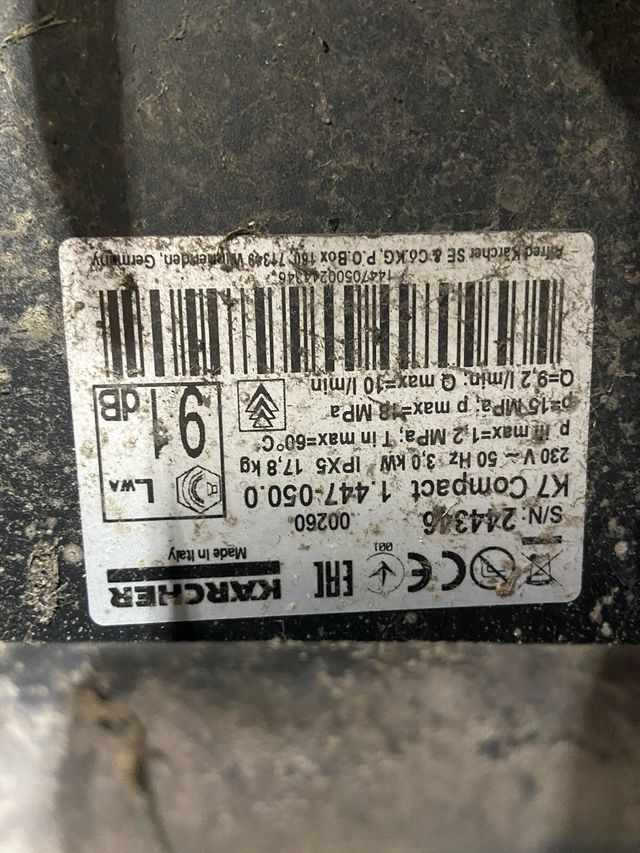 KÄRCHER
CE 001 EAC
Made in Italy
S/N: 244346 00260
K7 Compact 1.447-050.0
230 V ~ 50 Hz 3,0 kW IPX5 17,8 kg
p in max=1,2 MPa; T in max=60°C
p=15 MPa; p max=18 MPa
Q=9,2 l/min; Q max=10 l/min
LWA
91
dB
14470500244346
Alfred Kärcher SE & Co.KG, P.O.Box 160, 71349 Winnenden, Germany